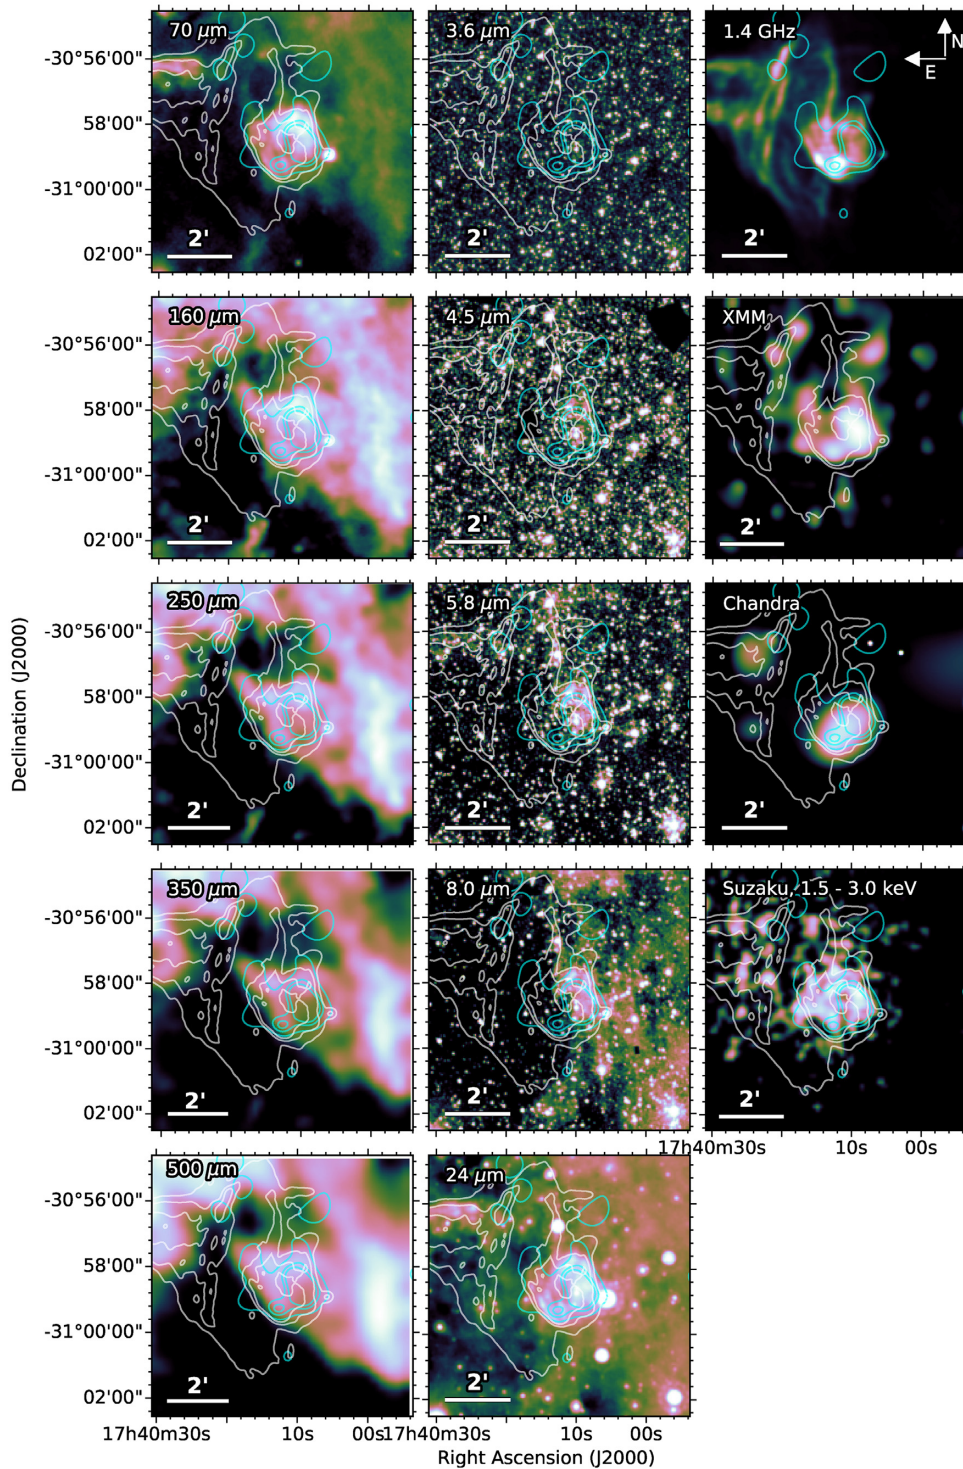 70 μm
3.6 μm
1.4 GHz
N
E
-30°56'00"
58'00"
-31°00'00"
02'00"
2'
2'
2'
160 μm
4.5 μm
XMM
-30°56'00"
58'00"
-31°00'00"
02'00"
2'
2'
2'
250 μm
5.8 μm
Chandra
-30°56'00"
58'00"
-31°00'00"
02'00"
2'
2'
2'
Declination (J2000)
350 μm
8.0 μm
Suzaku, 1.5 - 3.0 keV
-30°56'00"
58'00"
-31°00'00"
02'00"
2'
2'
2'
17h40m30s
10s
00s
500 μm
24 μm
-30°56'00"
58'00"
-31°00'00"
02'00"
2'
2'
17h40m30s
10s
00s
17h40m30s
10s
00s
Right Ascension (J2000)